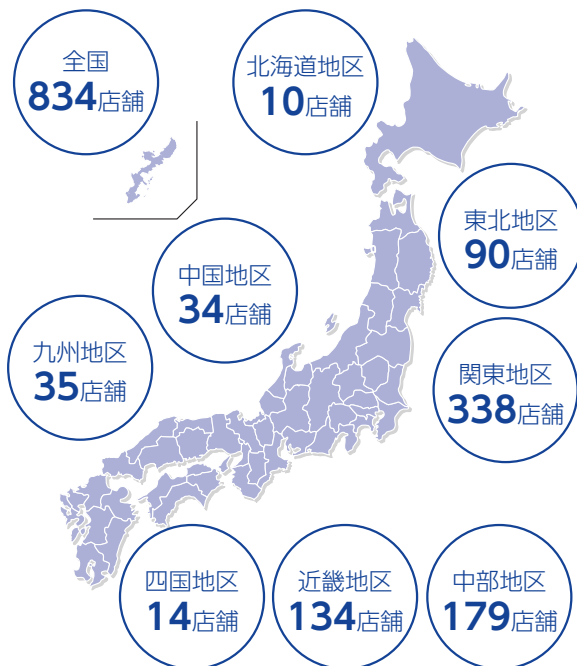 全国
834店舗
北海道地区
10店舗
東北地区
90店舗
中国地区
34店舗
九州地区
35店舗
関東地区
338店舗
四国地区
14店舗
近畿地区
134店舗
中部地区
179店舗